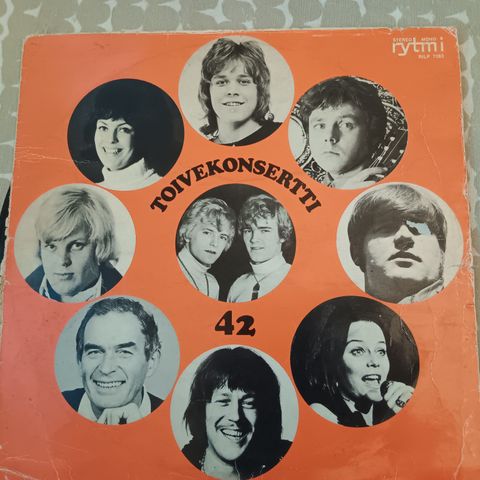 STEREO MONO
rytmi
RILP 7083
TOIVEKONSERTTI
42